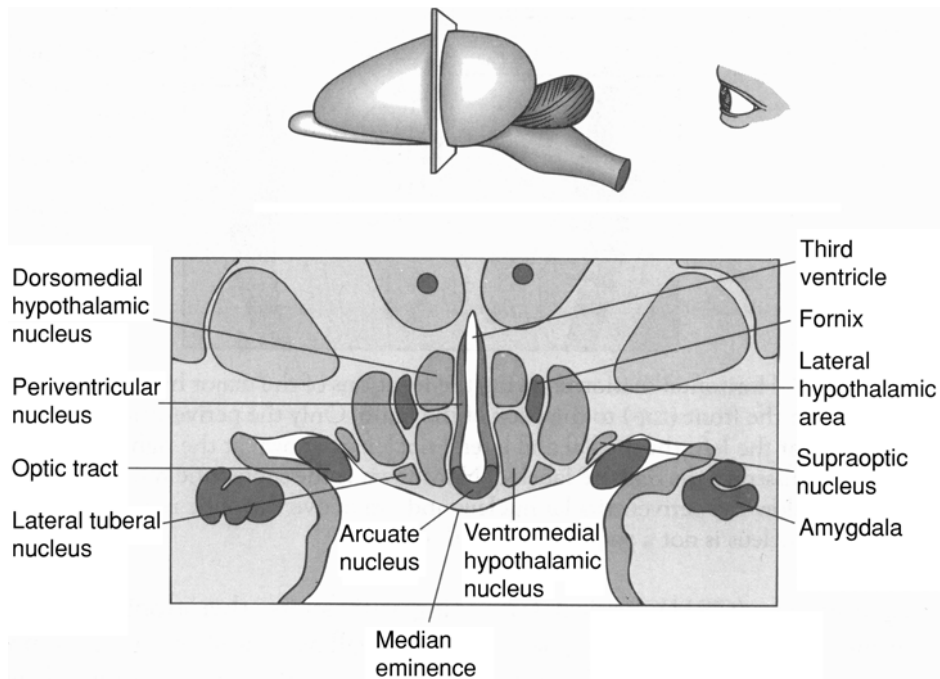 Dorsomedial
hypothalamic
nucleus
Periventricular
nucleus
Optic tract
Lateral tuberal
nucleus
Arcuate
nucleus
Median
eminence
Ventromedial
hypothalamic
nucleus
Third
ventricle
Fornix
Lateral
hypothalamic
area
Supraoptic
nucleus
Amygdala